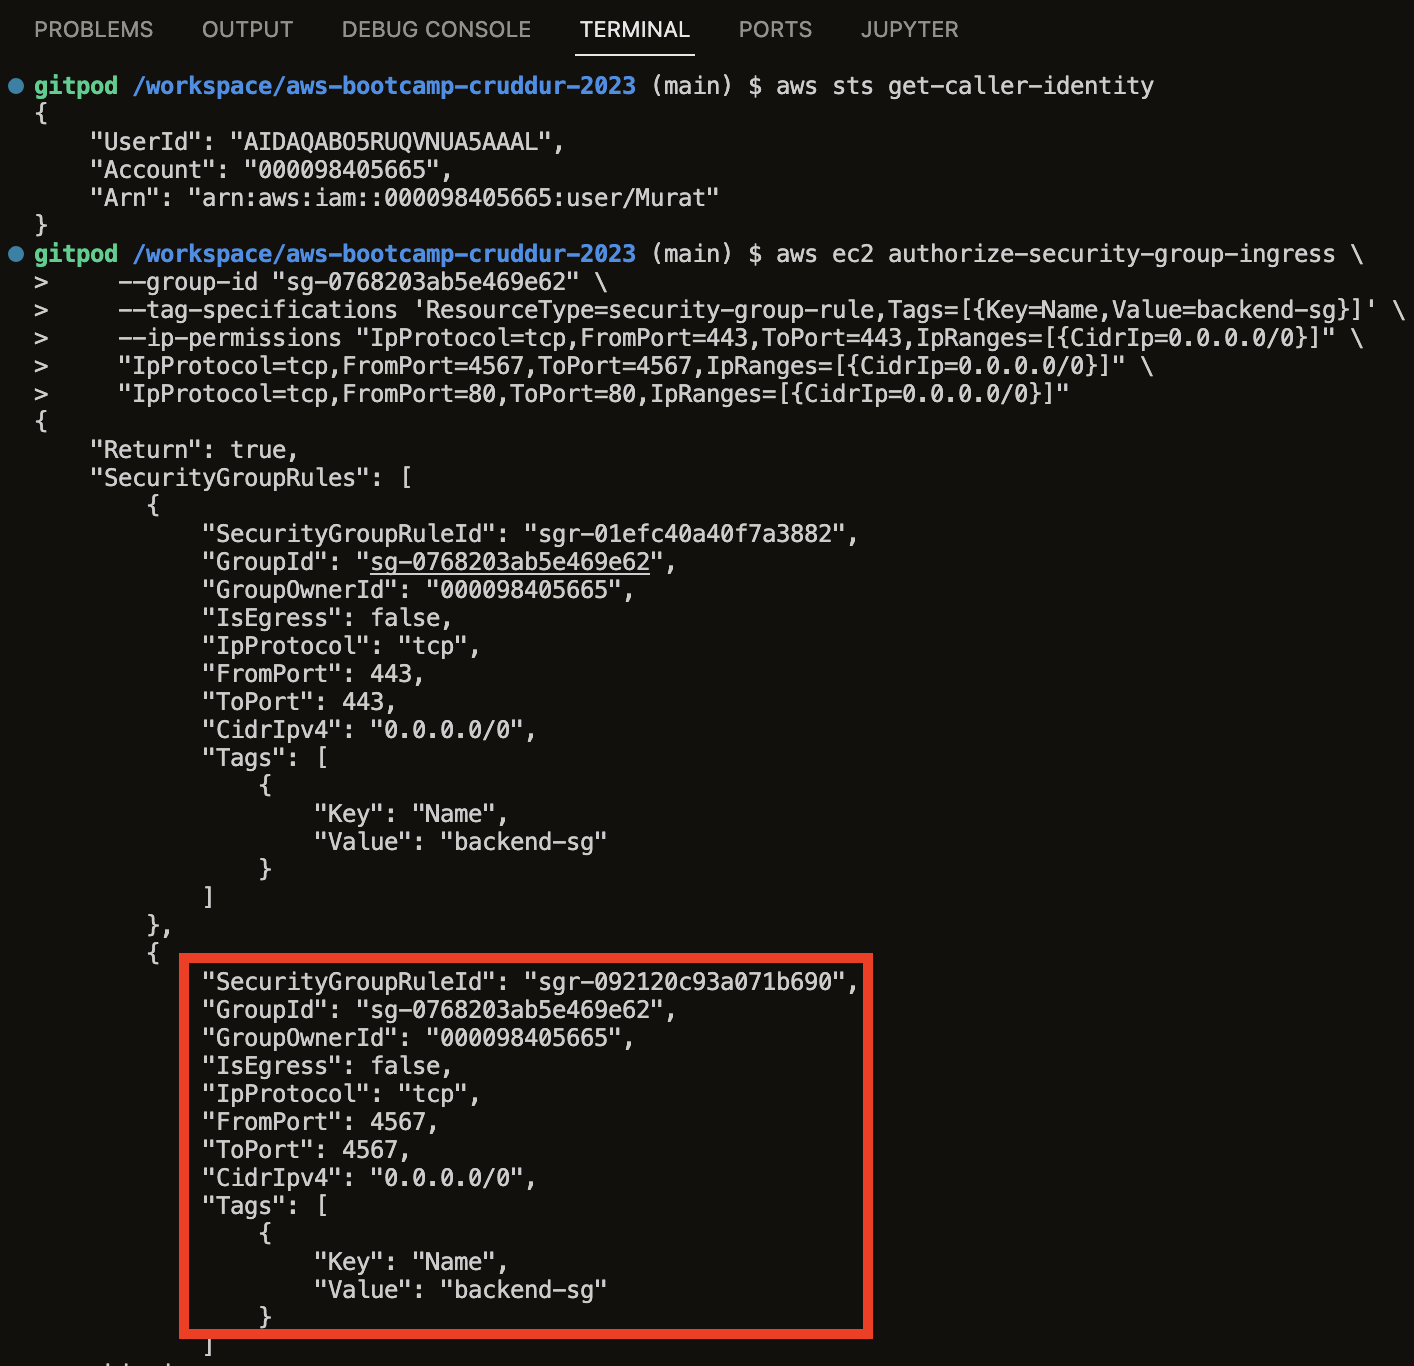 PROBLEMS OUTPUT DEBUG CONSOLE TERMINAL PORTS JUPYTER
gitpod /workspace/aws-bootcamp-cruddur-2023 (main) $ aws sts get-caller-identity
{
    "UserId": "AIDAQABO5RUQVNUA5AAAL",
    "Account": "000098405665",
    "Arn": "arn:aws:iam::000098405665:user/Murat"
}
gitpod /workspace/aws-bootcamp-cruddur-2023 (main) $ aws ec2 authorize-security-group-ingress \
>     --group-id "sg-0768203ab5e469e62" \
>     --tag-specifications 'ResourceType=security-group-rule,Tags=[{Key=Name,Value=backend-sg}]' \
>     --ip-permissions "IpProtocol=tcp,FromPort=443,ToPort=443,IpRanges=[{CidrIp=0.0.0.0/0}]" \
>     "IpProtocol=tcp,FromPort=4567,ToPort=4567,IpRanges=[{CidrIp=0.0.0.0/0}]" \
>     "IpProtocol=tcp,FromPort=80,ToPort=80,IpRanges=[{CidrIp=0.0.0.0/0}]"
{
    "Return": true,
    "SecurityGroupRules": [
        {
            "SecurityGroupRuleId": "sgr-01efc40a40f7a3882",
            "GroupId": "sg-0768203ab5e469e62",
            "GroupOwnerId": "000098405665",
            "IsEgress": false,
            "IpProtocol": "tcp",
            "FromPort": 443,
            "ToPort": 443,
            "CidrIpv4": "0.0.0.0/0",
            "Tags": [
                {
                    "Key": "Name",
                    "Value": "backend-sg"
                }
            ]
        },
        {
            "SecurityGroupRuleId": "sgr-092120c93a071b690",
            "GroupId": "sg-0768203ab5e469e62",
            "GroupOwnerId": "000098405665",
            "IsEgress": false,
            "IpProtocol": "tcp",
            "FromPort": 4567,
            "ToPort": 4567,
            "CidrIpv4": "0.0.0.0/0",
            "Tags": [
                {
                    "Key": "Name",
                    "Value": "backend-sg"
                }
            ]